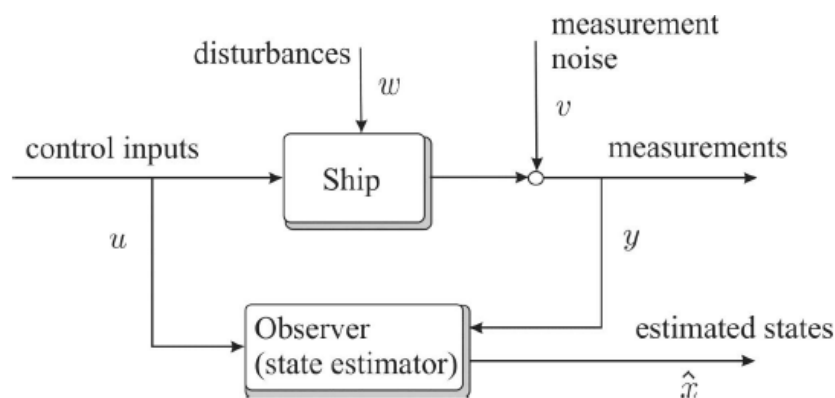 measurement
noise
disturbances
w
v
control inputs
measurements
Ship
u
y
Observer
(state estimator)
estimated states
x̂